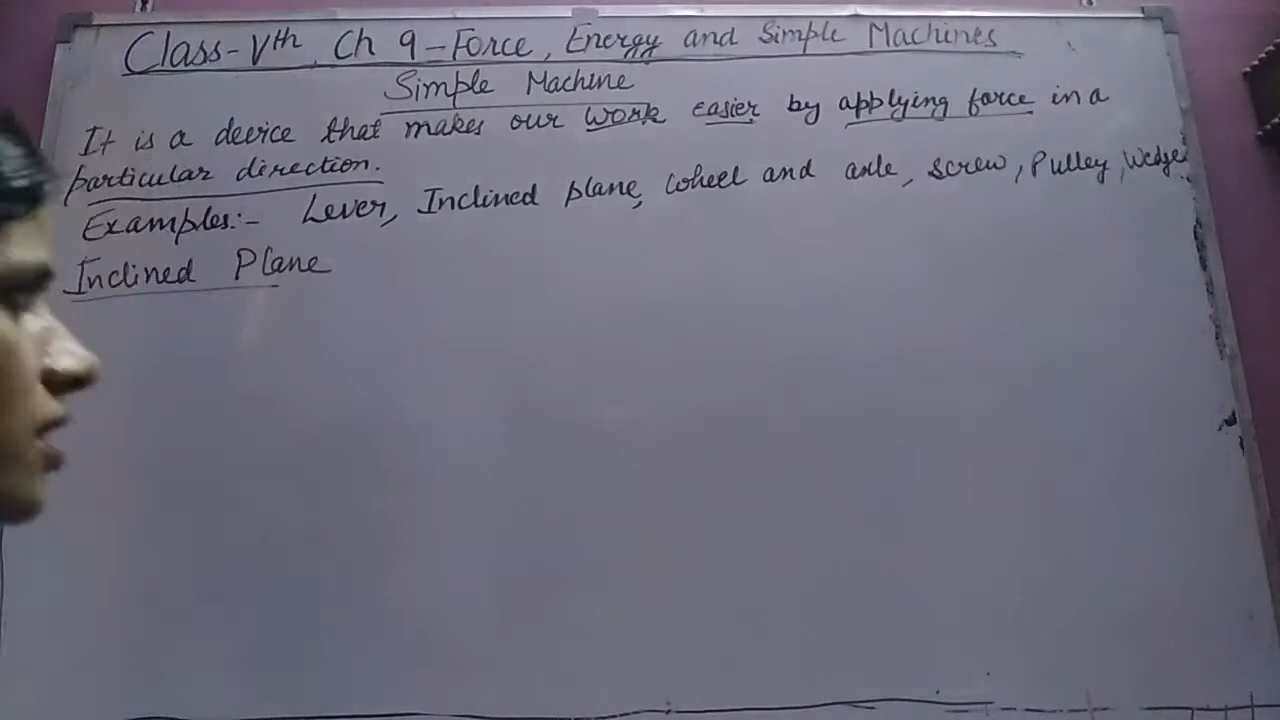 Class-Vth, Ch 9-Force, Energy and Simple Machines
Simple Machine
It is a device that makes our work easier by applying force in a
particular direction.
Examples:- Lever, Inclined plane, Wheel and axle, Screw, Pulley, Wedge.
Inclined Plane